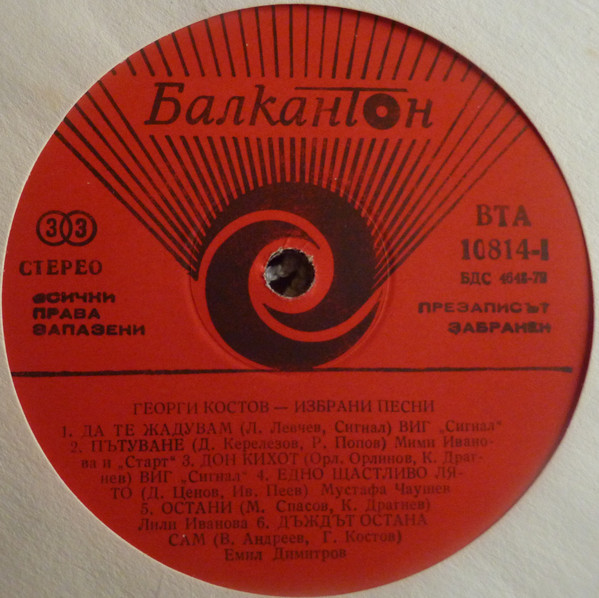 Балкантон
33
СТЕРЕО
ВСИЧКИ
ПРАВА
ЗАПАЗЕНИ
ВТА
10814-I
БДС 4648-79
ПРЕЗАПИСЪТ
ЗАБРАНЕН
ГЕОРГИ КОСТОВ — ИЗБРАНИ ПЕСНИ
1. ДА ТЕ ЖАДУВАМ (Л. Левчев, Сигнал) ВИГ „Сигнал"
2. ПЪТУВАНЕ (Д. Керелезов, Р. Попов) Мими Ивано-
ва и „Старт" 3. ДОН КИХОТ (Орл. Орлинов, К. Драг-
нев) ВИГ „Сигнал" 4. ЕДНО ЩАСТЛИВО ЛЯ-
ТО (Д. Ценов, Ив. Пеев) Мустафа Чаушев
5. ОСТАНИ (М. Спасов, К. Драгнев)
Лили Иванова 6. ДЪЖДЪТ ОСТАНА
САМ (В. Андреев, Г. Костов)
Емил Димитров